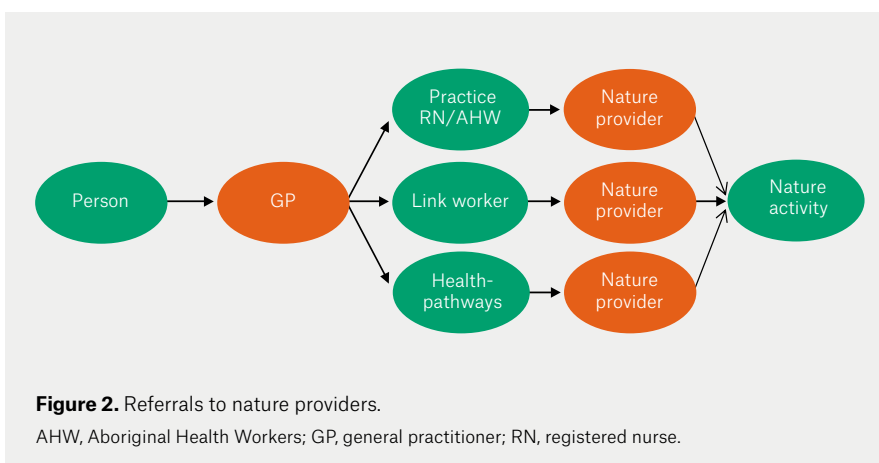 Practice
RN/AHW
Nature
provider
Person
GP
Link worker
Nature
provider
Nature
activity
Health-
pathways
Nature
provider
Figure 2. Referrals to nature providers.
AHW, Aboriginal Health Workers; GP, general practitioner; RN, registered nurse.